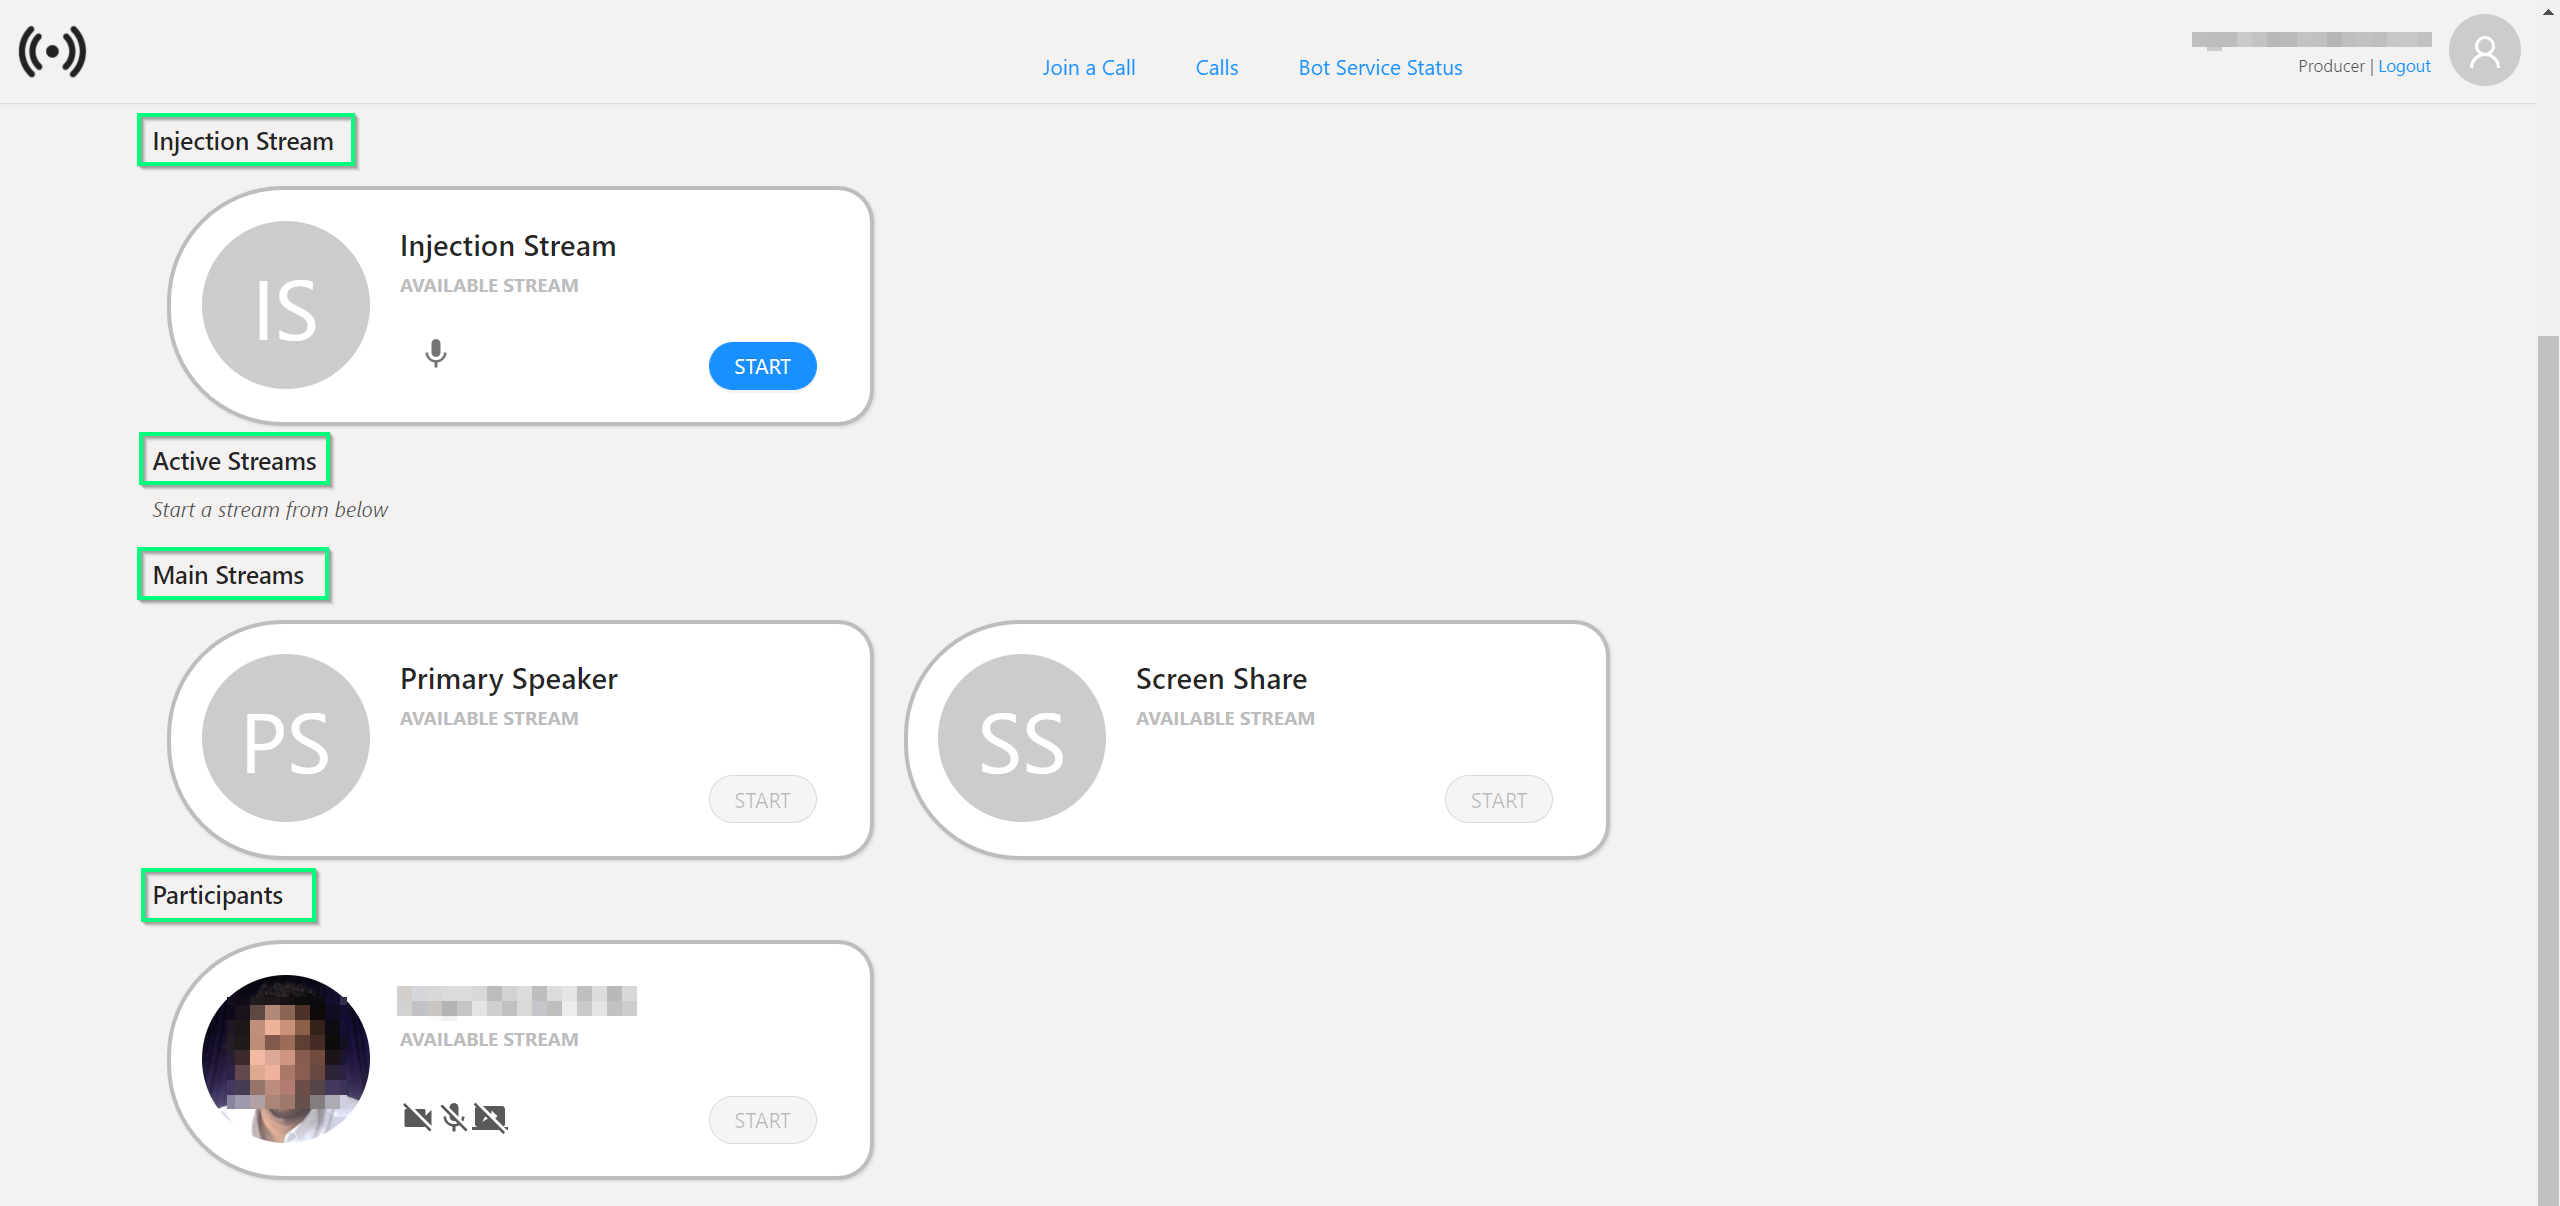 Join a Call
Calls
Bot Service Status
Producer | Logout
Injection Stream
IS
Injection Stream
AVAILABLE STREAM
START
Active Streams
Start a stream from below
Main Streams
PS
Primary Speaker
AVAILABLE STREAM
START
SS
Screen Share
AVAILABLE STREAM
START
Participants
AVAILABLE STREAM
START